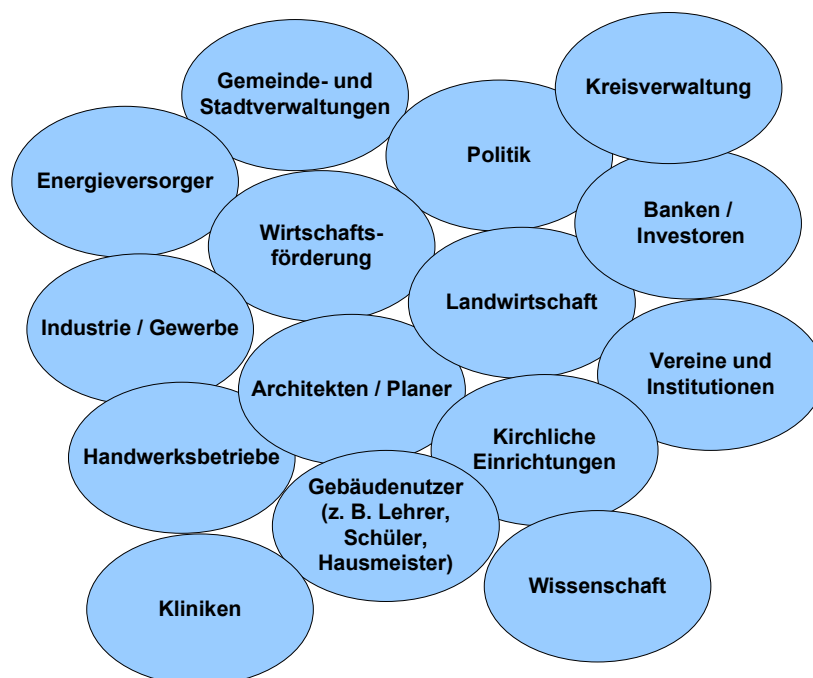 Gemeinde- und
Stadtverwaltungen
Kreisverwaltung
Politik
Energieversorger
Banken /
Investoren
Wirtschafts-
förderung
Landwirtschaft
Industrie / Gewerbe
Vereine und
Institutionen
Architekten / Planer
Kirchliche
Einrichtungen
Handwerksbetriebe
Gebäudenutzer
(z. B. Lehrer,
Schüler,
Hausmeister)
Wissenschaft
Kliniken